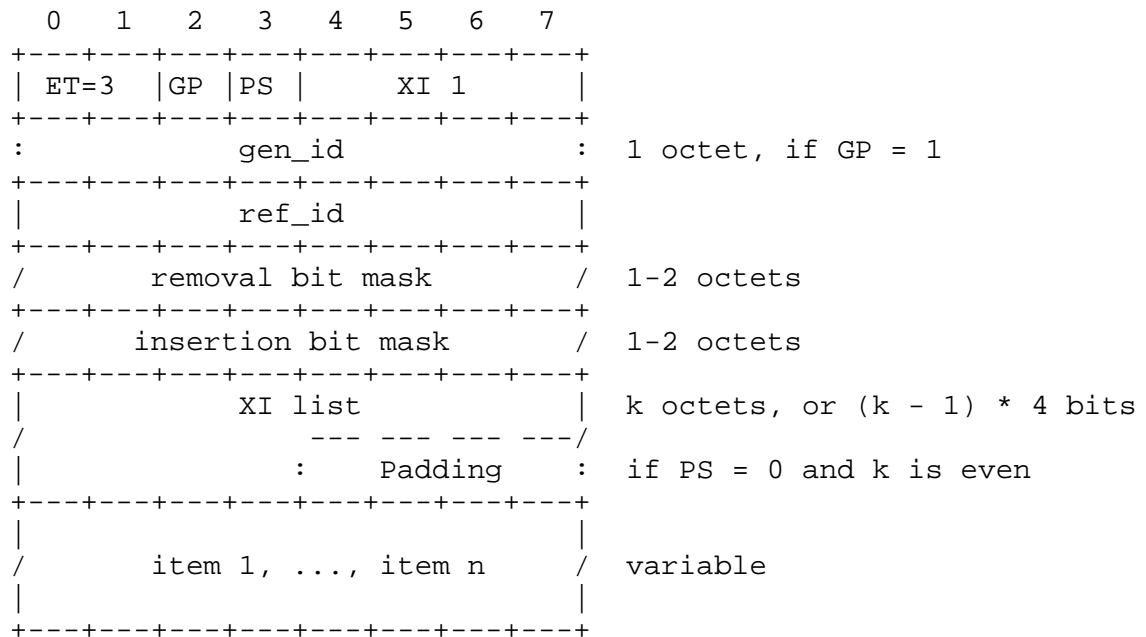 0   1   2   3   4   5   6   7
+---+---+---+---+---+---+---+---+
| ET=3  |GP |PS |     XI 1      |
+---+---+---+---+---+---+---+---+
:            gen_id             :  1 octet, if GP = 1
+---+---+---+---+---+---+---+---+
|            ref_id             |
+---+---+---+---+---+---+---+---+
/       removal bit mask        /  1-2 octets
+---+---+---+---+---+---+---+---+
/      insertion bit mask       /  1-2 octets
+---+---+---+---+---+---+---+---+
|            XI list            |  k octets, or (k - 1) * 4 bits
/                --- --- --- ---/
|               :    Padding    :  if PS = 0 and k is even
+---+---+---+---+---+---+---+---+
|                               |
/       item 1, ..., item n     /  variable
|                               |
+---+---+---+---+---+---+---+---+